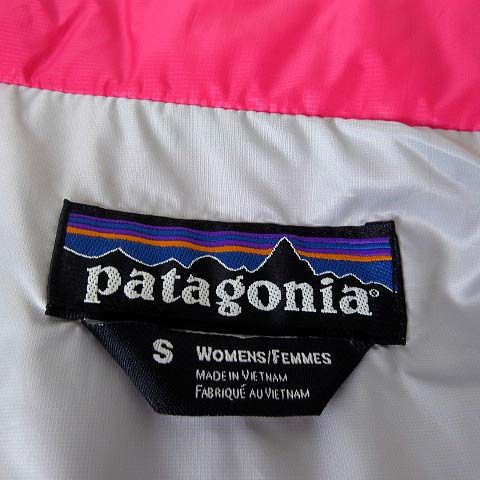 patagonia®
S WOMENS/FEMMES
MADE IN VIETNAM
FABRIQUÉ AU VIETNAM